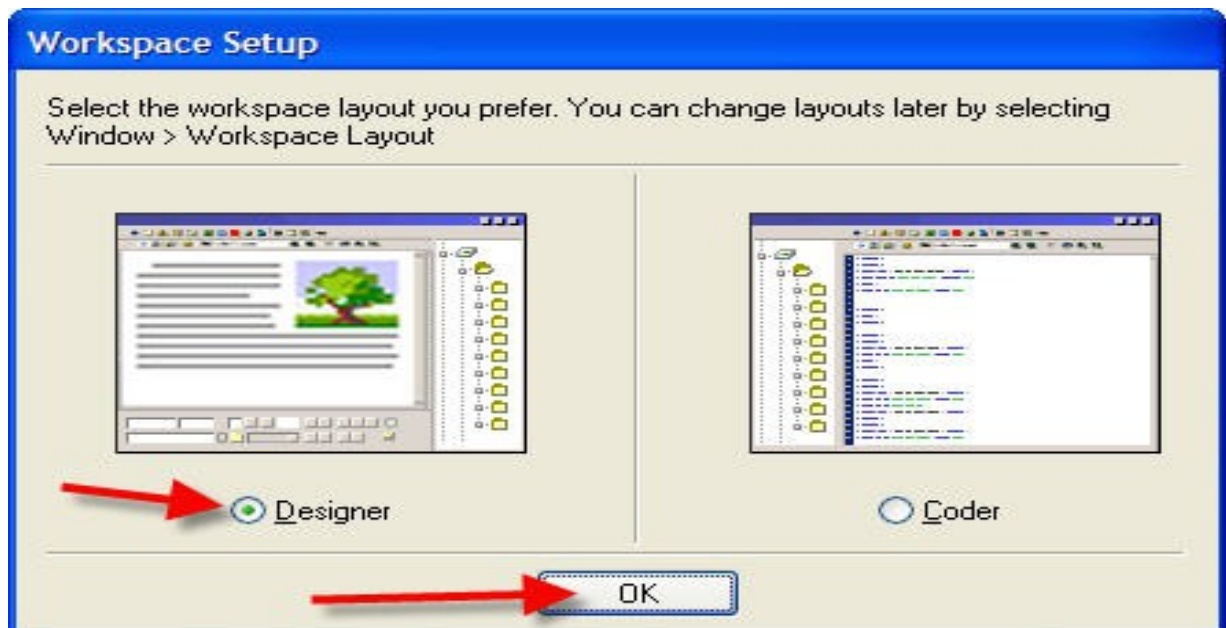 Workspace Setup
Select the workspace layout you prefer. You can change layouts later by selecting
Window > Workspace Layout
Designer
Coder
OK